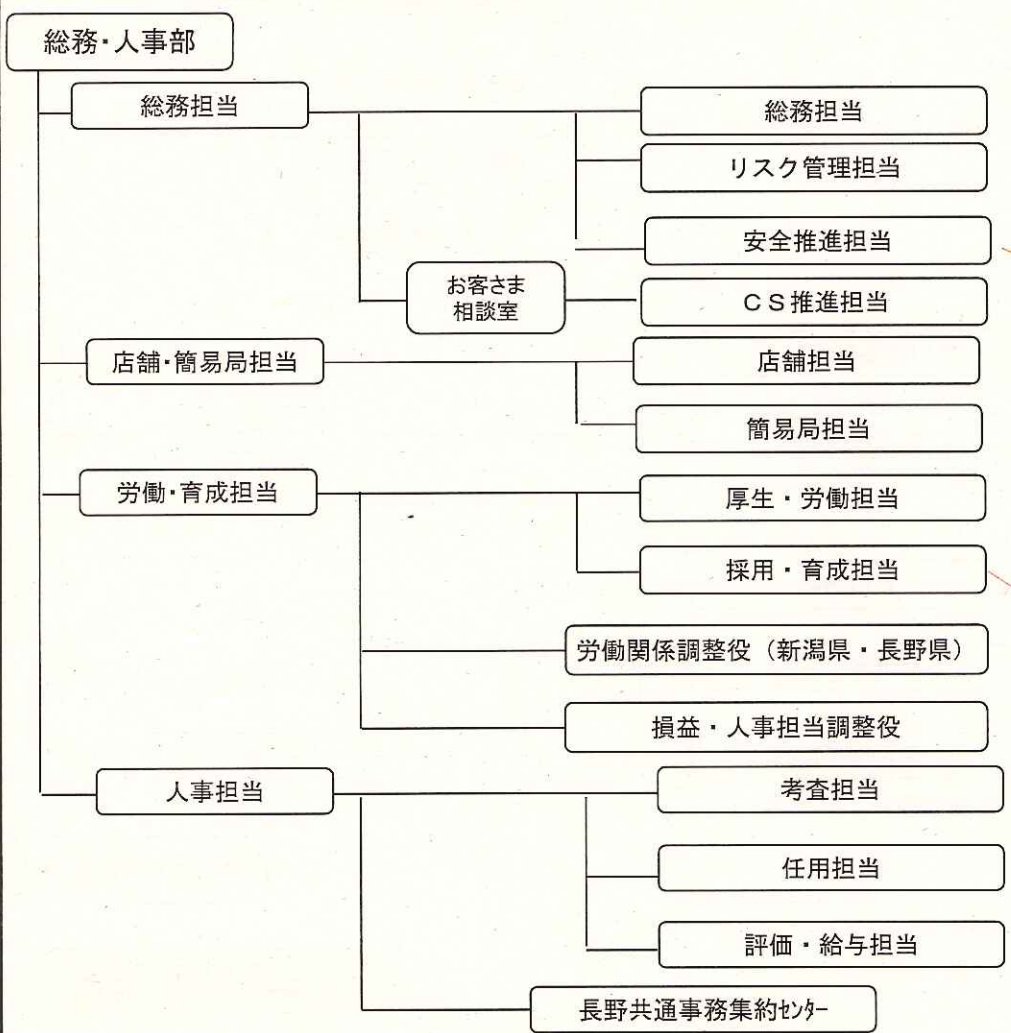 総務・人事部
総務担当
総務担当
リスク管理担当
安全推進担当
お客さま
相談室
ＣＳ推進担当
店舗・簡易局担当
店舗担当
簡易局担当
労働・育成担当
厚生・労働担当
採用・育成担当
労働関係調整役（新潟県・長野県）
損益・人事担当調整役
人事担当
考査担当
任用担当
評価・給与担当
長野共通事務集約ｾﾝﾀｰ